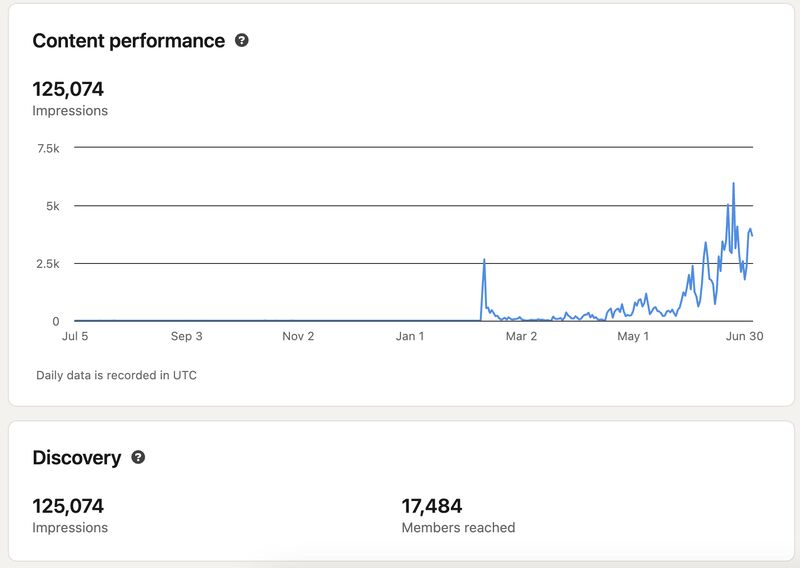 Content performance ?
125,074
Impressions
7.5k
5k
2.5k
0
Jul 5 Sep 3 Nov 2 Jan 1 Mar 2 May 1 Jun 30
Daily data is recorded in UTC
Discovery ?
125,074 17,484
Impressions Members reached